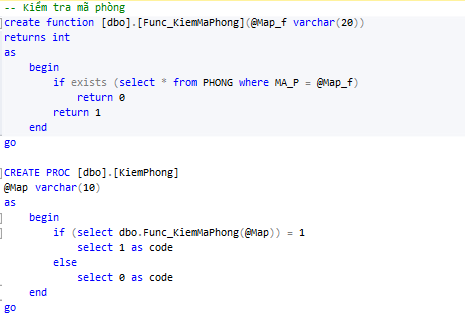 -- Kiểm tra mã phòng
create function [dbo].[Func_KiemMaPhong](@Map_f varchar(20))
returns int
as
begin
if exists (select * from PHONG where MA_P = @Map_f)
return 0
return 1
end
go
CREATE PROC [dbo].[KiemPhong]
@Map varchar(10)
as
begin
if (select dbo.Func_KiemMaPhong(@Map)) = 1
select 1 as code
else
select 0 as code
end
go